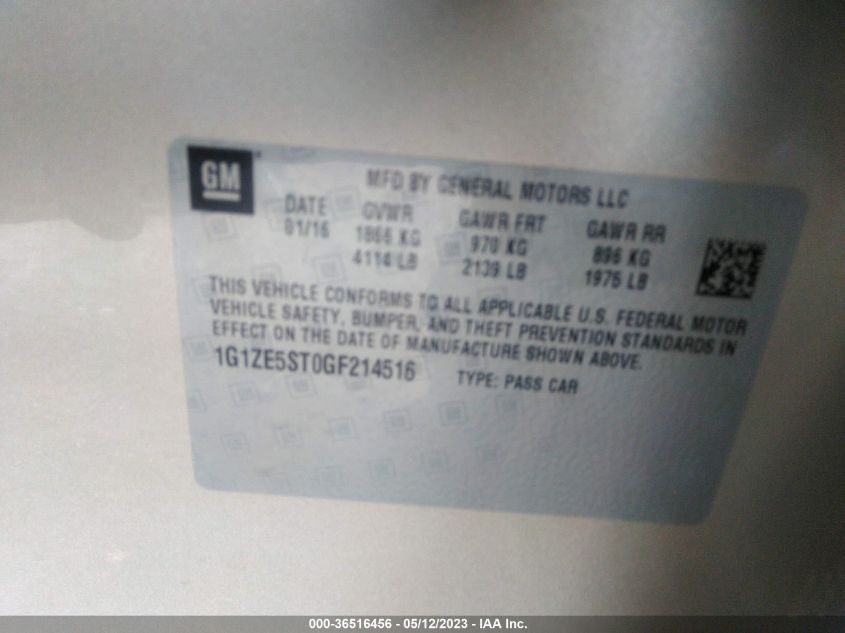 GM
MFD BY GENERAL MOTORS LLC
DATE GVWR GAWR FRT GAWR RR
01/16 1866 KG 970 KG 896 KG
4114 LB 2139 LB 1975 LB
THIS VEHICLE CONFORMS TO ALL APPLICABLE U.S. FEDERAL MOTOR
VEHICLE SAFETY, BUMPER, AND THEFT PREVENTION STANDARDS IN
EFFECT ON THE DATE OF MANUFACTURE SHOWN ABOVE.
1G1ZE5ST0GF214516 TYPE: PASS CAR
000-36516456 - 05/12/2023 - IAA Inc.